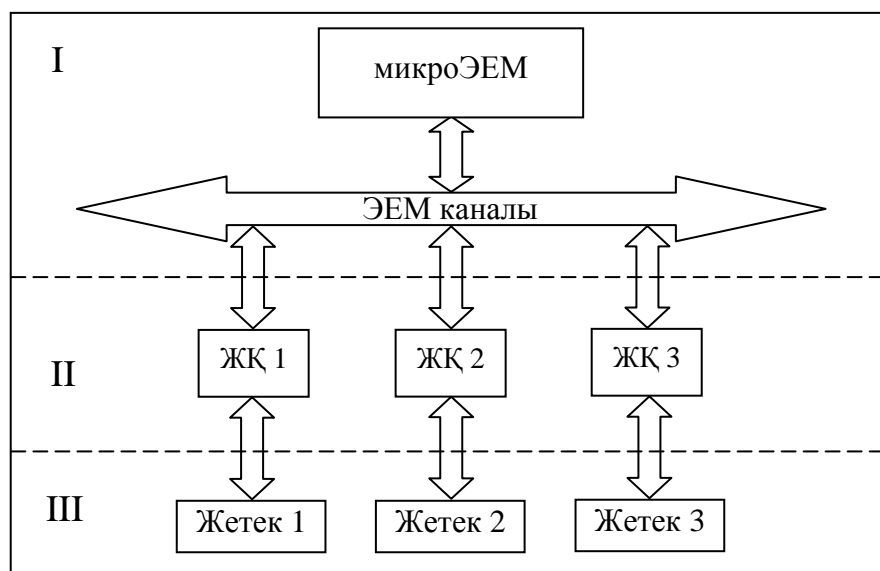 I
микроЭЕМ
ЭЕМ каналы
II
ЖҚ 1
ЖҚ 2
ЖҚ 3
III
Жетек 1
Жетек 2
Жетек 3